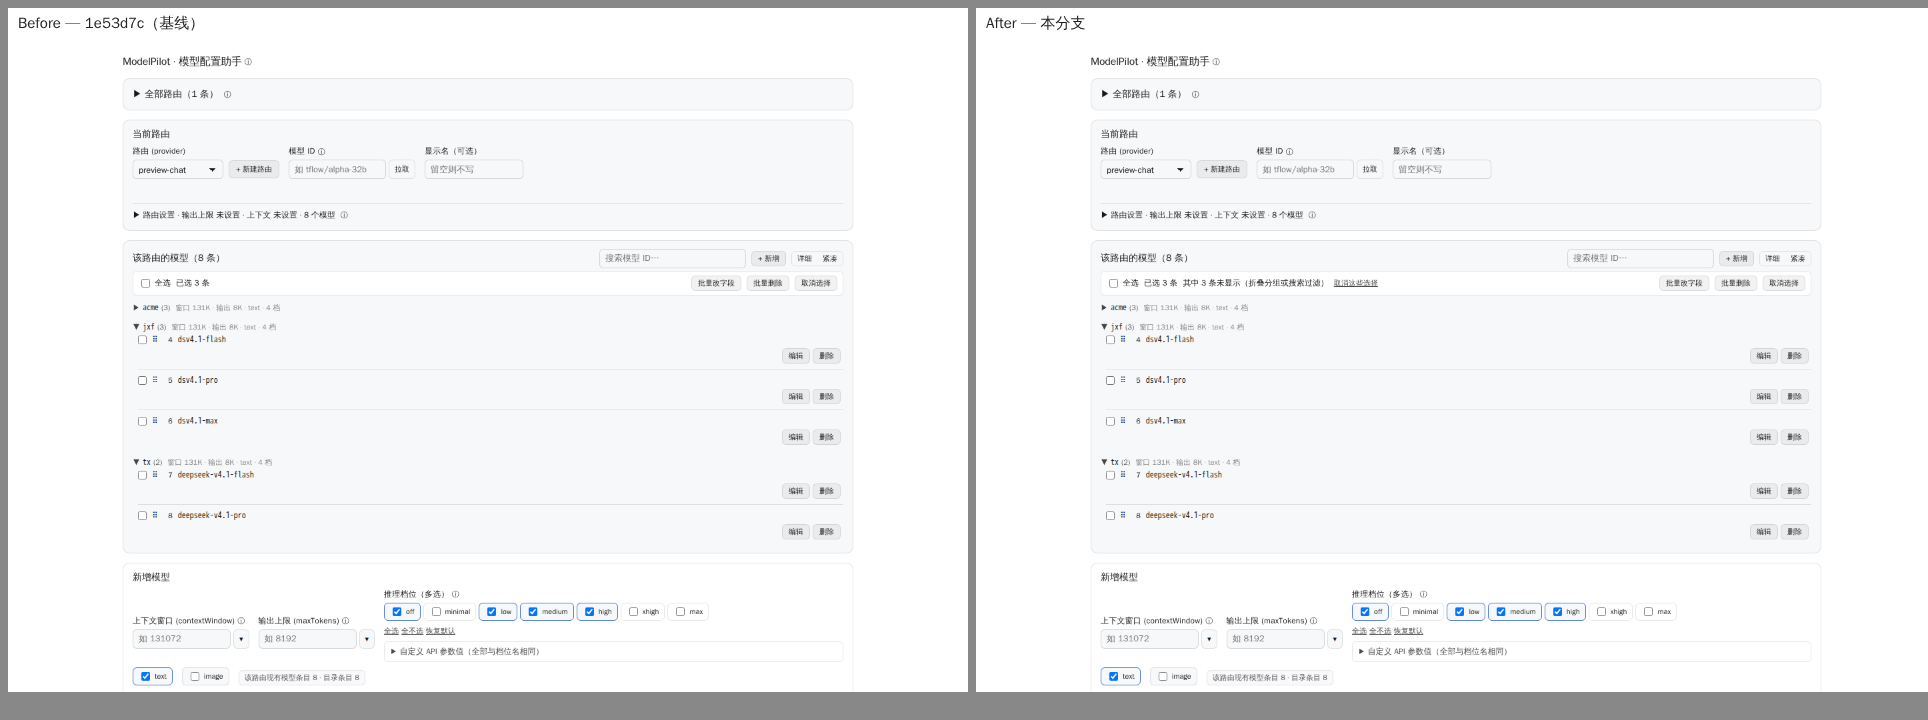 Before — 1e53d7c（基线）
ModelPilot · 模型配置助手 ⓘ
▶ 全部路由（1 条） ⓘ
当前路由
路由 (provider)
模型 ID ⓘ
显示名（可选）
preview-chat
+ 新建路由
如 tflow/alpha-32b
拉取
留空则不写
▶ 路由设置 · 输出上限 未设置 · 上下文 未设置 · 8 个模型 ⓘ
该路由的模型（8 条）
搜索模型 ID…
+ 新增
详细
紧凑
全选 已选 3 条
批量改字段
批量删除
取消选择
▶ acme (3) 窗口 131K · 输出 8K · text · 4 档
▼ jxf (3) 窗口 131K · 输出 8K · text · 4 档
4 dsv4.1-flash
编辑 删除
5 dsv4.1-pro
编辑 删除
6 dsv4.1-max
编辑 删除
▼ tx (2) 窗口 131K · 输出 8K · text · 4 档
7 deepseek-v4.1-flash
编辑 删除
8 deepseek-v4.1-pro
编辑 删除
新增模型
推理档位（多选） ⓘ
off minimal low medium high xhigh max
上下文窗口 (contextWindow) ⓘ
输出上限 (maxTokens) ⓘ
全选 全不选 恢复默认
如 131072
如 8192
▶ 自定义 API 参数值（全部与档位名相同）
text
image
该路由现有模型条目 8 · 目录条目 8
After — 本分支
ModelPilot · 模型配置助手 ⓘ
▶ 全部路由（1 条） ⓘ
当前路由
路由 (provider)
模型 ID ⓘ
显示名（可选）
preview-chat
+ 新建路由
如 tflow/alpha-32b
拉取
留空则不写
▶ 路由设置 · 输出上限 未设置 · 上下文 未设置 · 8 个模型 ⓘ
该路由的模型（8 条）
搜索模型 ID…
+ 新增
详细
紧凑
全选 已选 3 条 其中 3 条未显示（折叠分组或搜索过滤） 取消这些选择
批量改字段
批量删除
取消选择
▶ acme (3) 窗口 131K · 输出 8K · text · 4 档
▼ jxf (3) 窗口 131K · 输出 8K · text · 4 档
4 dsv4.1-flash
编辑 删除
5 dsv4.1-pro
编辑 删除
6 dsv4.1-max
编辑 删除
▼ tx (2) 窗口 131K · 输出 8K · text · 4 档
7 deepseek-v4.1-flash
编辑 删除
8 deepseek-v4.1-pro
编辑 删除
新增模型
推理档位（多选） ⓘ
off minimal low medium high xhigh max
上下文窗口 (contextWindow) ⓘ
输出上限 (maxTokens) ⓘ
全选 全不选 恢复默认
如 131072
如 8192
▶ 自定义 API 参数值（全部与档位名相同）
text
image
该路由现有模型条目 8 · 目录条目 8